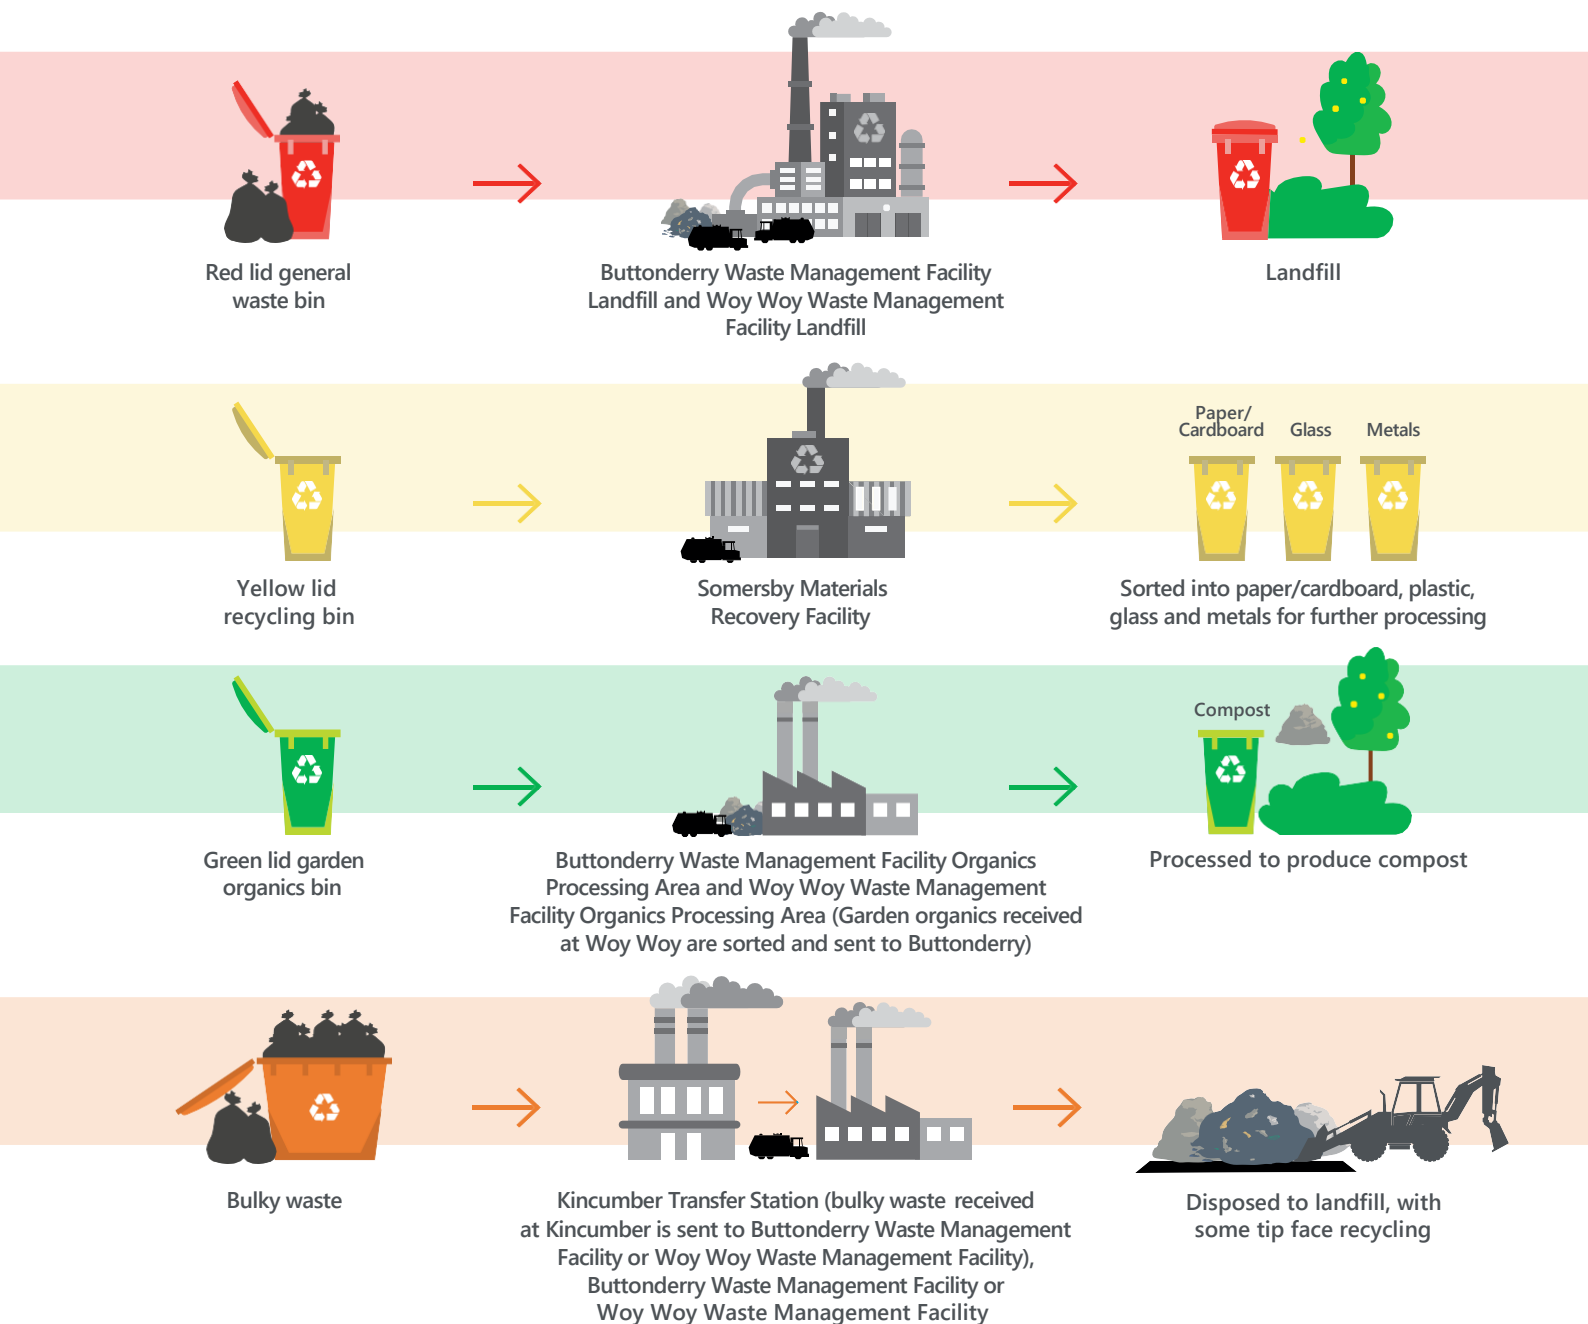 Red lid general
waste bin
Buttonderry Waste Management Facility
Landfill and Woy Woy Waste Management
Facility Landfill
Landfill
Yellow lid
recycling bin
Somersby Materials
Recovery Facility
Paper/
Cardboard
Glass
Metals
Sorted into paper/cardboard, plastic,
glass and metals for further processing
Green lid garden
organics bin
Buttonderry Waste Management Facility Organics
Processing Area and Woy Woy Waste Management
Facility Organics Processing Area (Garden organics received
at Woy Woy are sorted and sent to Buttonderry)
Compost
Processed to produce compost
Bulky waste
Kincumber Transfer Station (bulky waste received
at Kincumber is sent to Buttonderry Waste Management
Facility or Woy Woy Waste Management Facility),
Buttonderry Waste Management Facility or
Woy Woy Waste Management Facility
Disposed to landfill, with
some tip face recycling